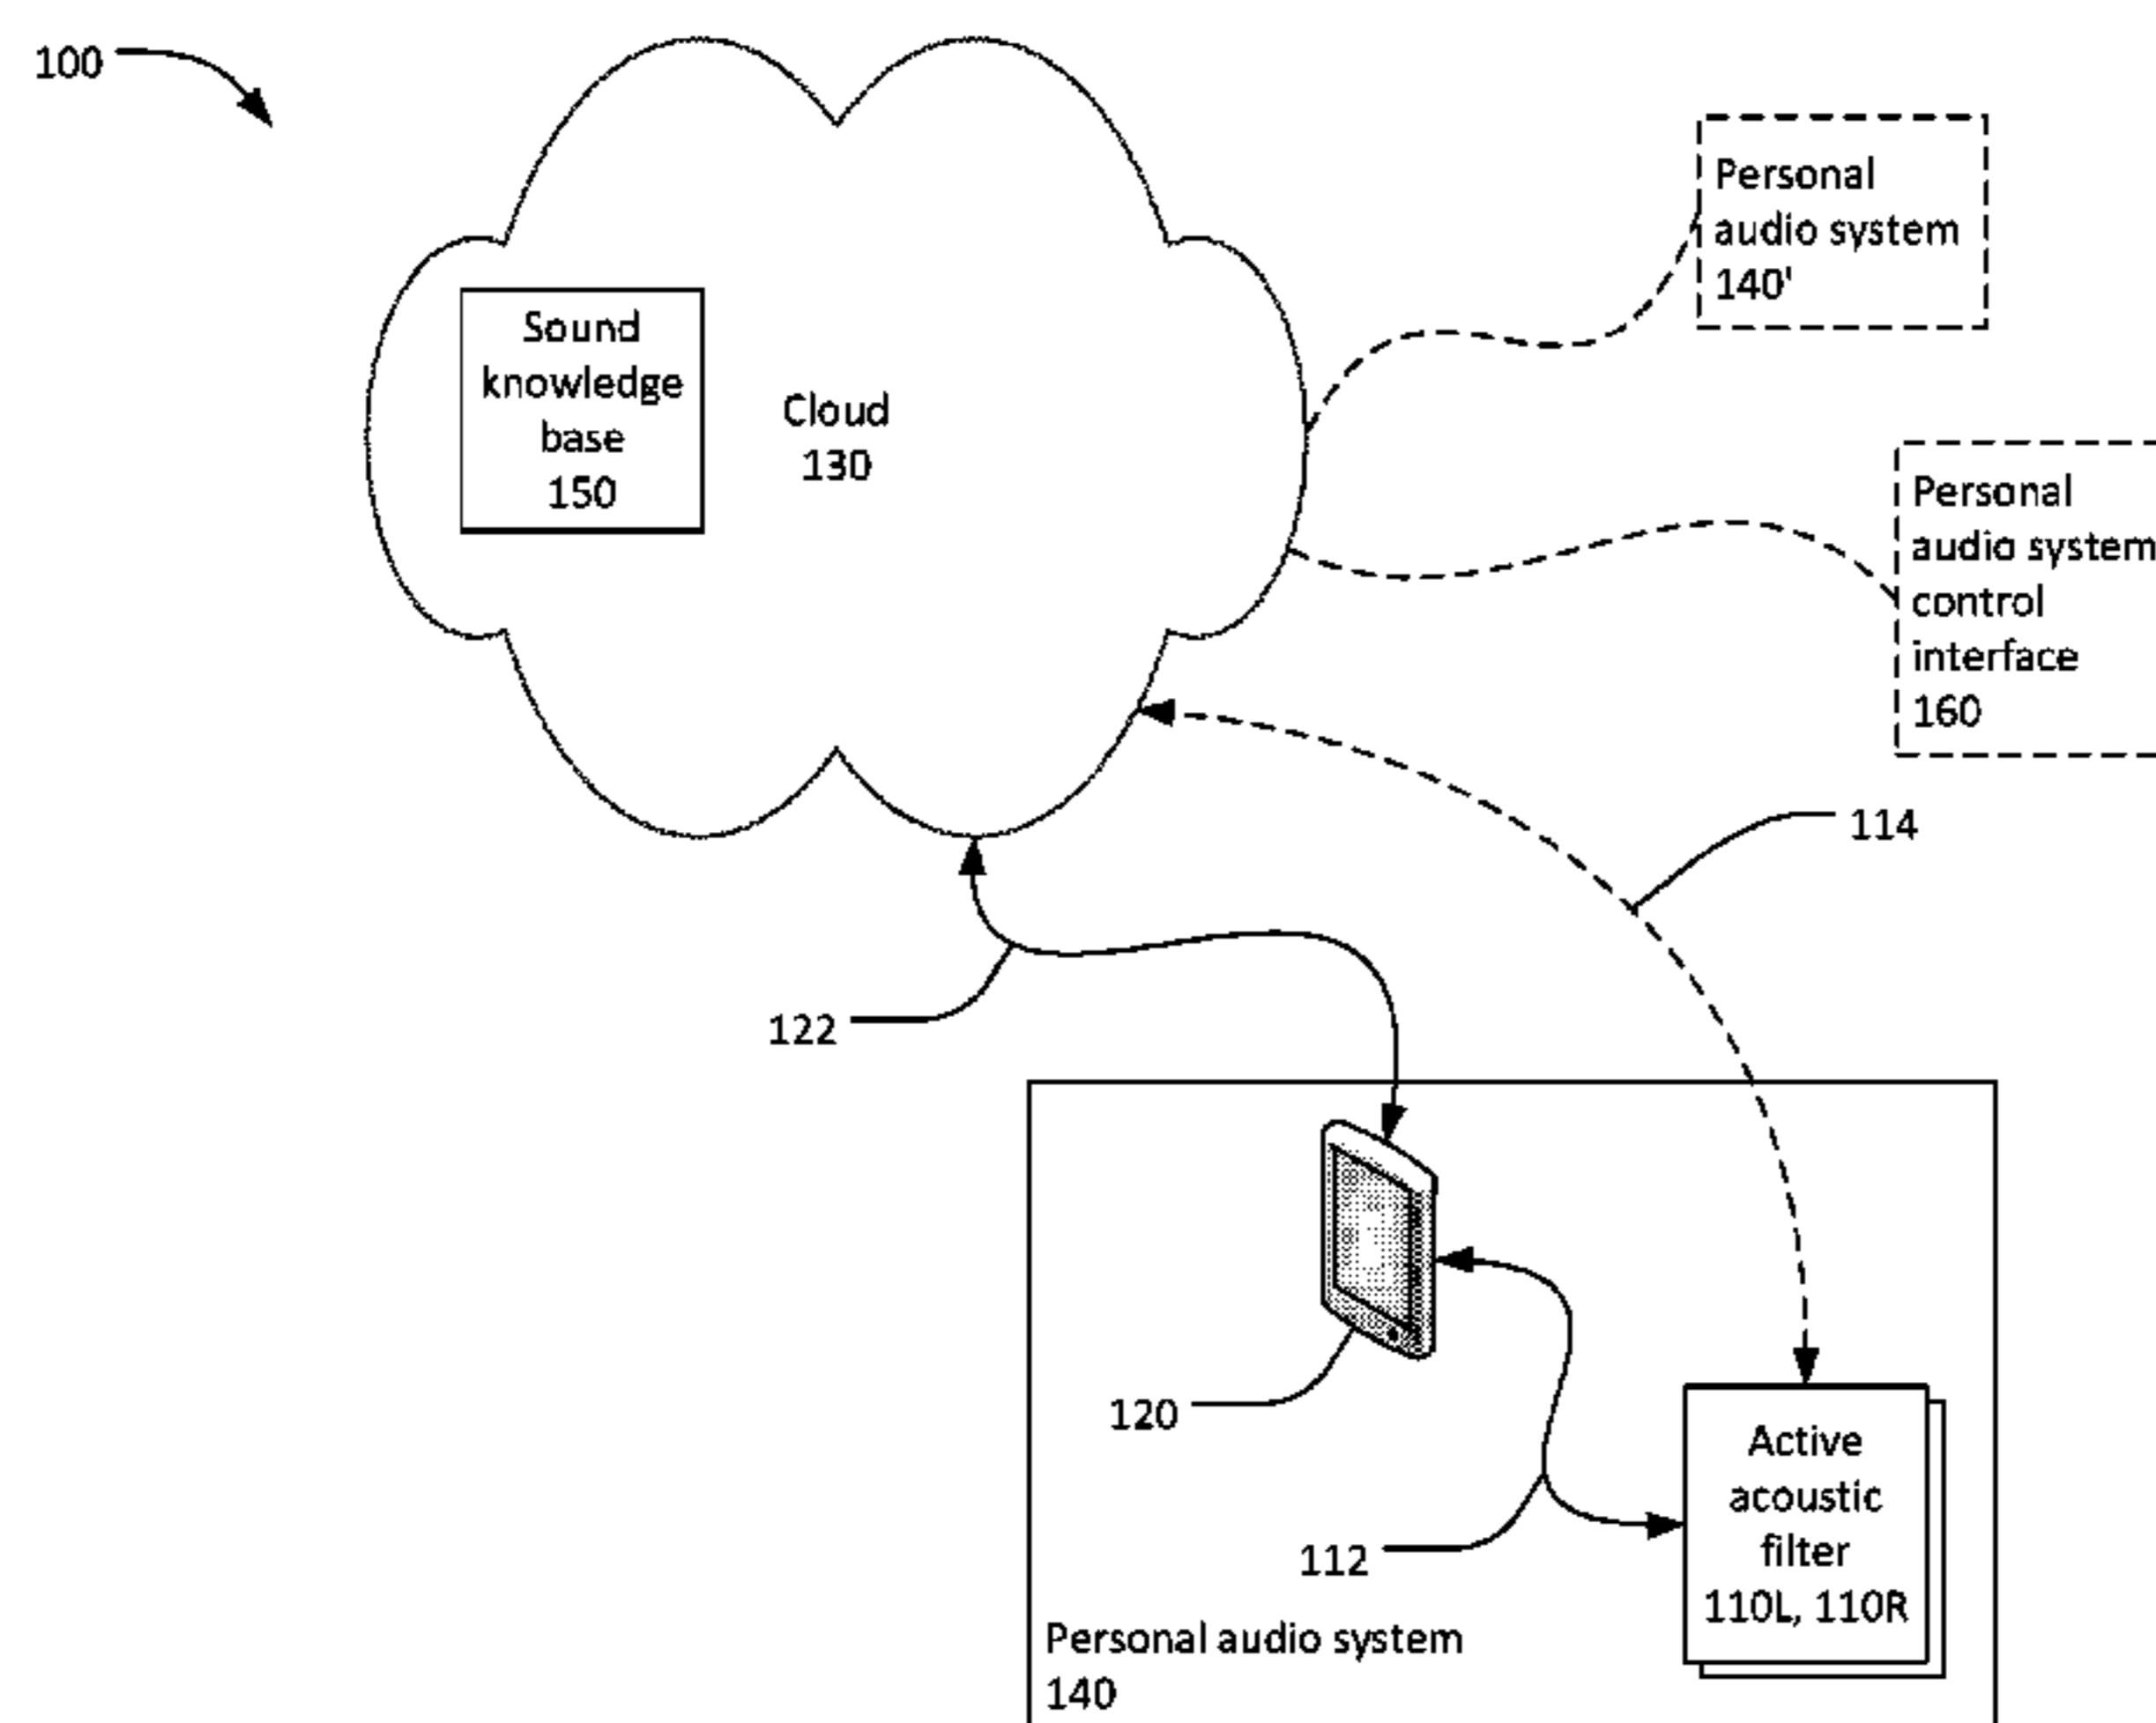 100
Sound
knowledge
base
150
Cloud
130
Personal
audio system
140'
Personal
audio system
control
interface
160
114
122
120
112
Active
acoustic
filter
110L, 110R
Personal audio system
140